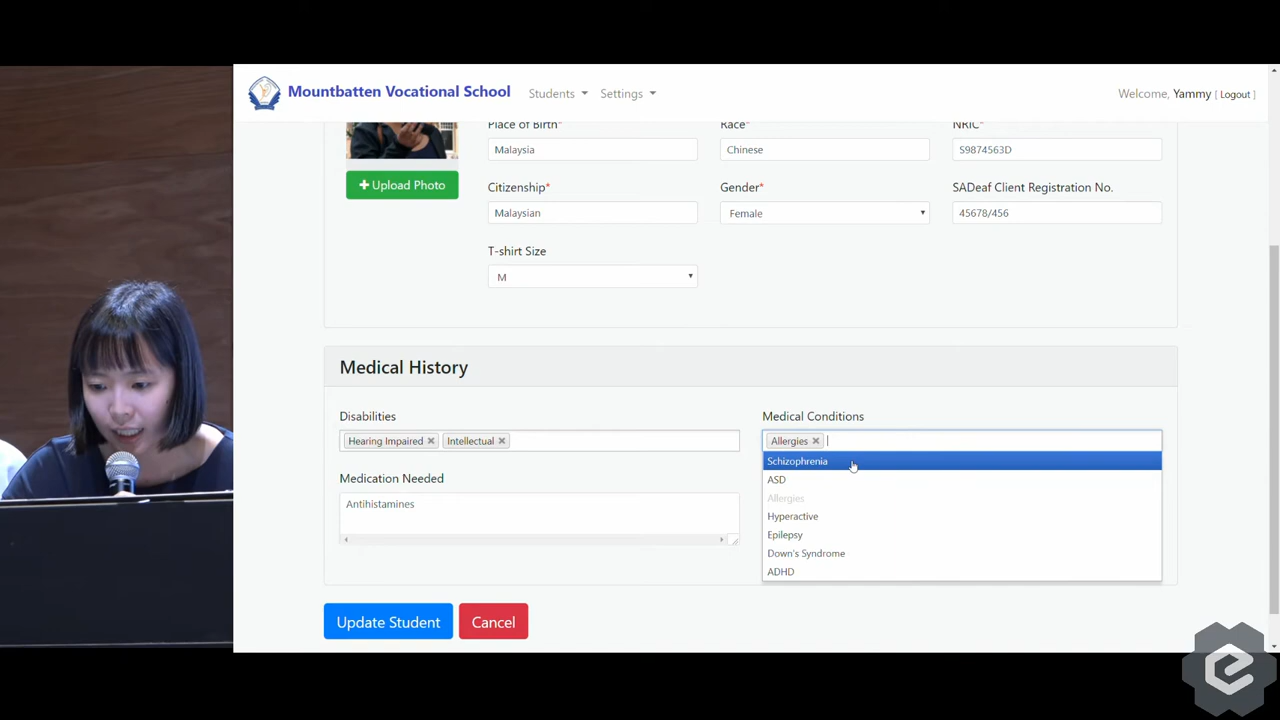 Mountbatten Vocational School Students Settings Welcome, Yammy [ Logout ]
Place of Birth* Race* NRIC*
Malaysia Chinese S9874563D
Upload Photo
Citizenship* Gender* SADeaf Client Registration No.
Malaysian Female 45678/456
T-shirt Size
M
Medical History
Disabilities Medical Conditions
Hearing Impaired × Intellectual × Allergies ×
Schizophrenia
Medication Needed ASD
Antihistamines Allergies
Hyperactive
Epilepsy
Down's Syndrome
ADHD
Update Student Cancel